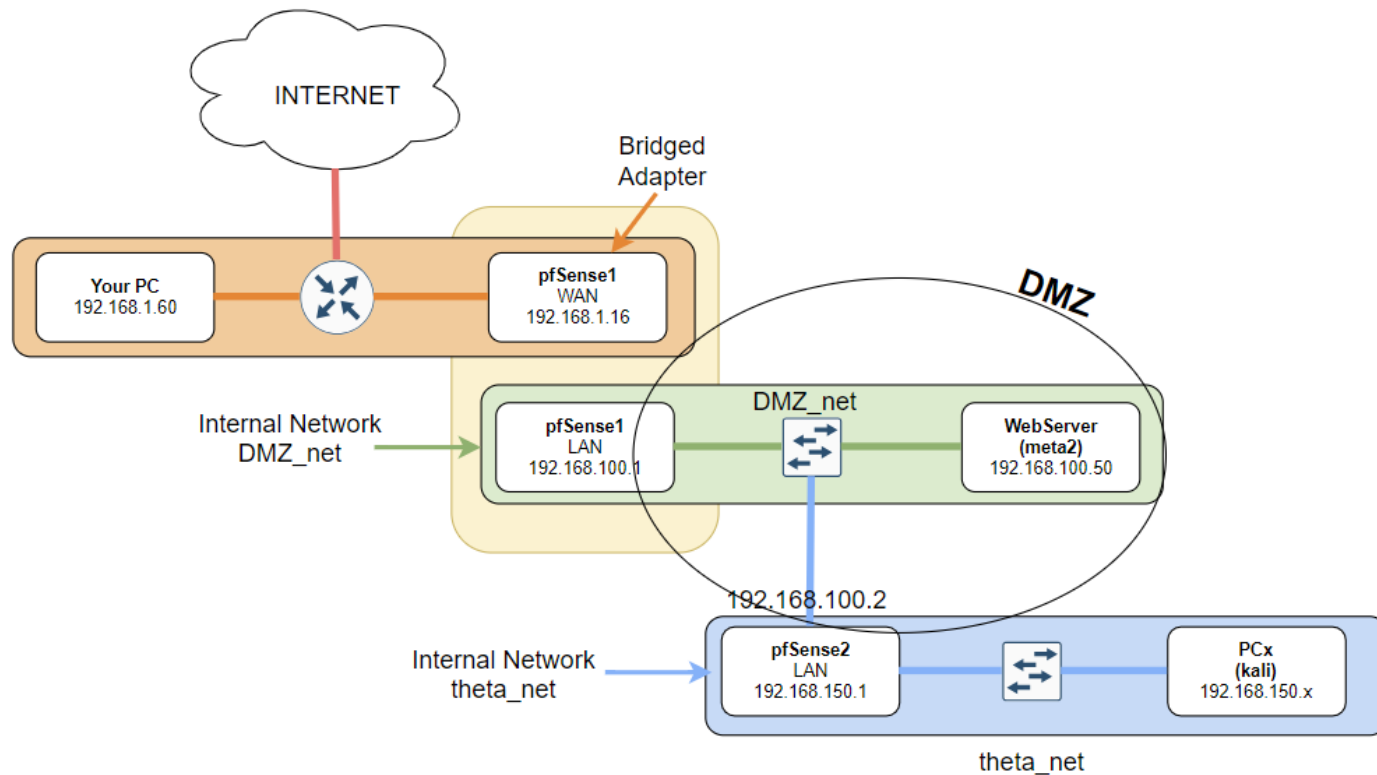 INTERNET
Bridged
Adapter
Your PC
192.168.1.60
pfSense1
WAN
192.168.1.16
DMZ
Internal Network
DMZ_net
pfSense1
LAN
192.168.100.1
DMZ_net
WebServer
(meta2)
192.168.100.50
192.168.100.2
Internal Network
theta_net
pfSense2
LAN
192.168.150.1
PCx
(kali)
192.168.150.x
theta_net